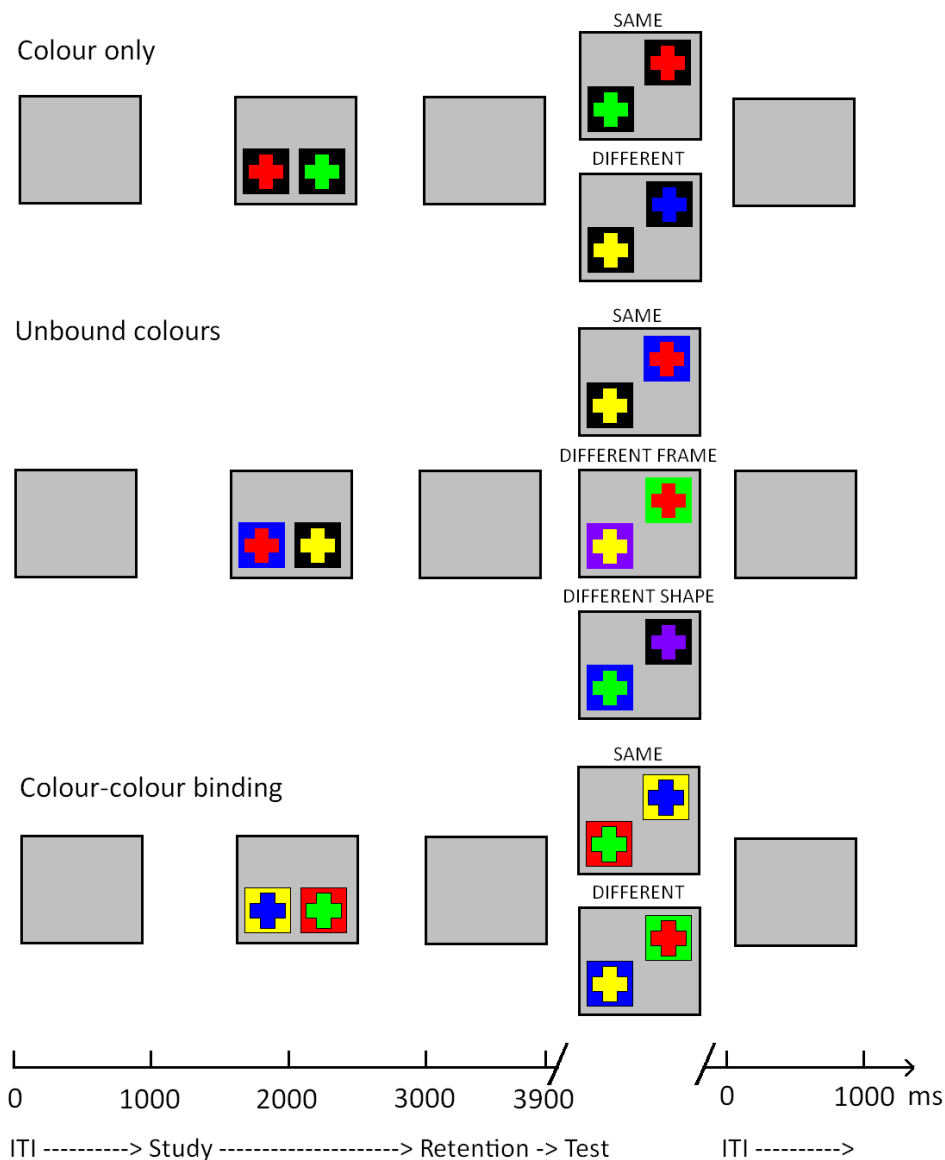 SAME
Colour only
DIFFERENT
SAME
Unbound colours
DIFFERENT FRAME
DIFFERENT SHAPE
SAME
Colour-colour binding
DIFFERENT
0 1000 2000 3000 3900 0 1000 ms
ITI ----------> Study --------------------> Retention -> Test ITI ---------->